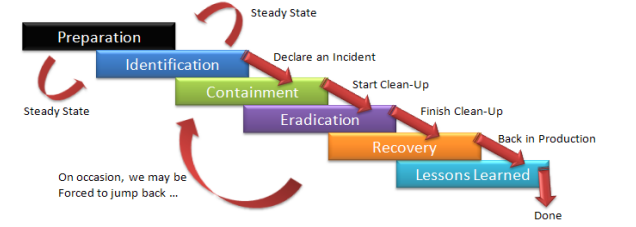 Steady State
Preparation
Identification
Declare an Incident
Containment
Start Clean-Up
Steady State
Eradication
Finish Clean-Up
Recovery
Back in Production
Lessons Learned
On occasion, we may be
Forced to jump back ...
Done